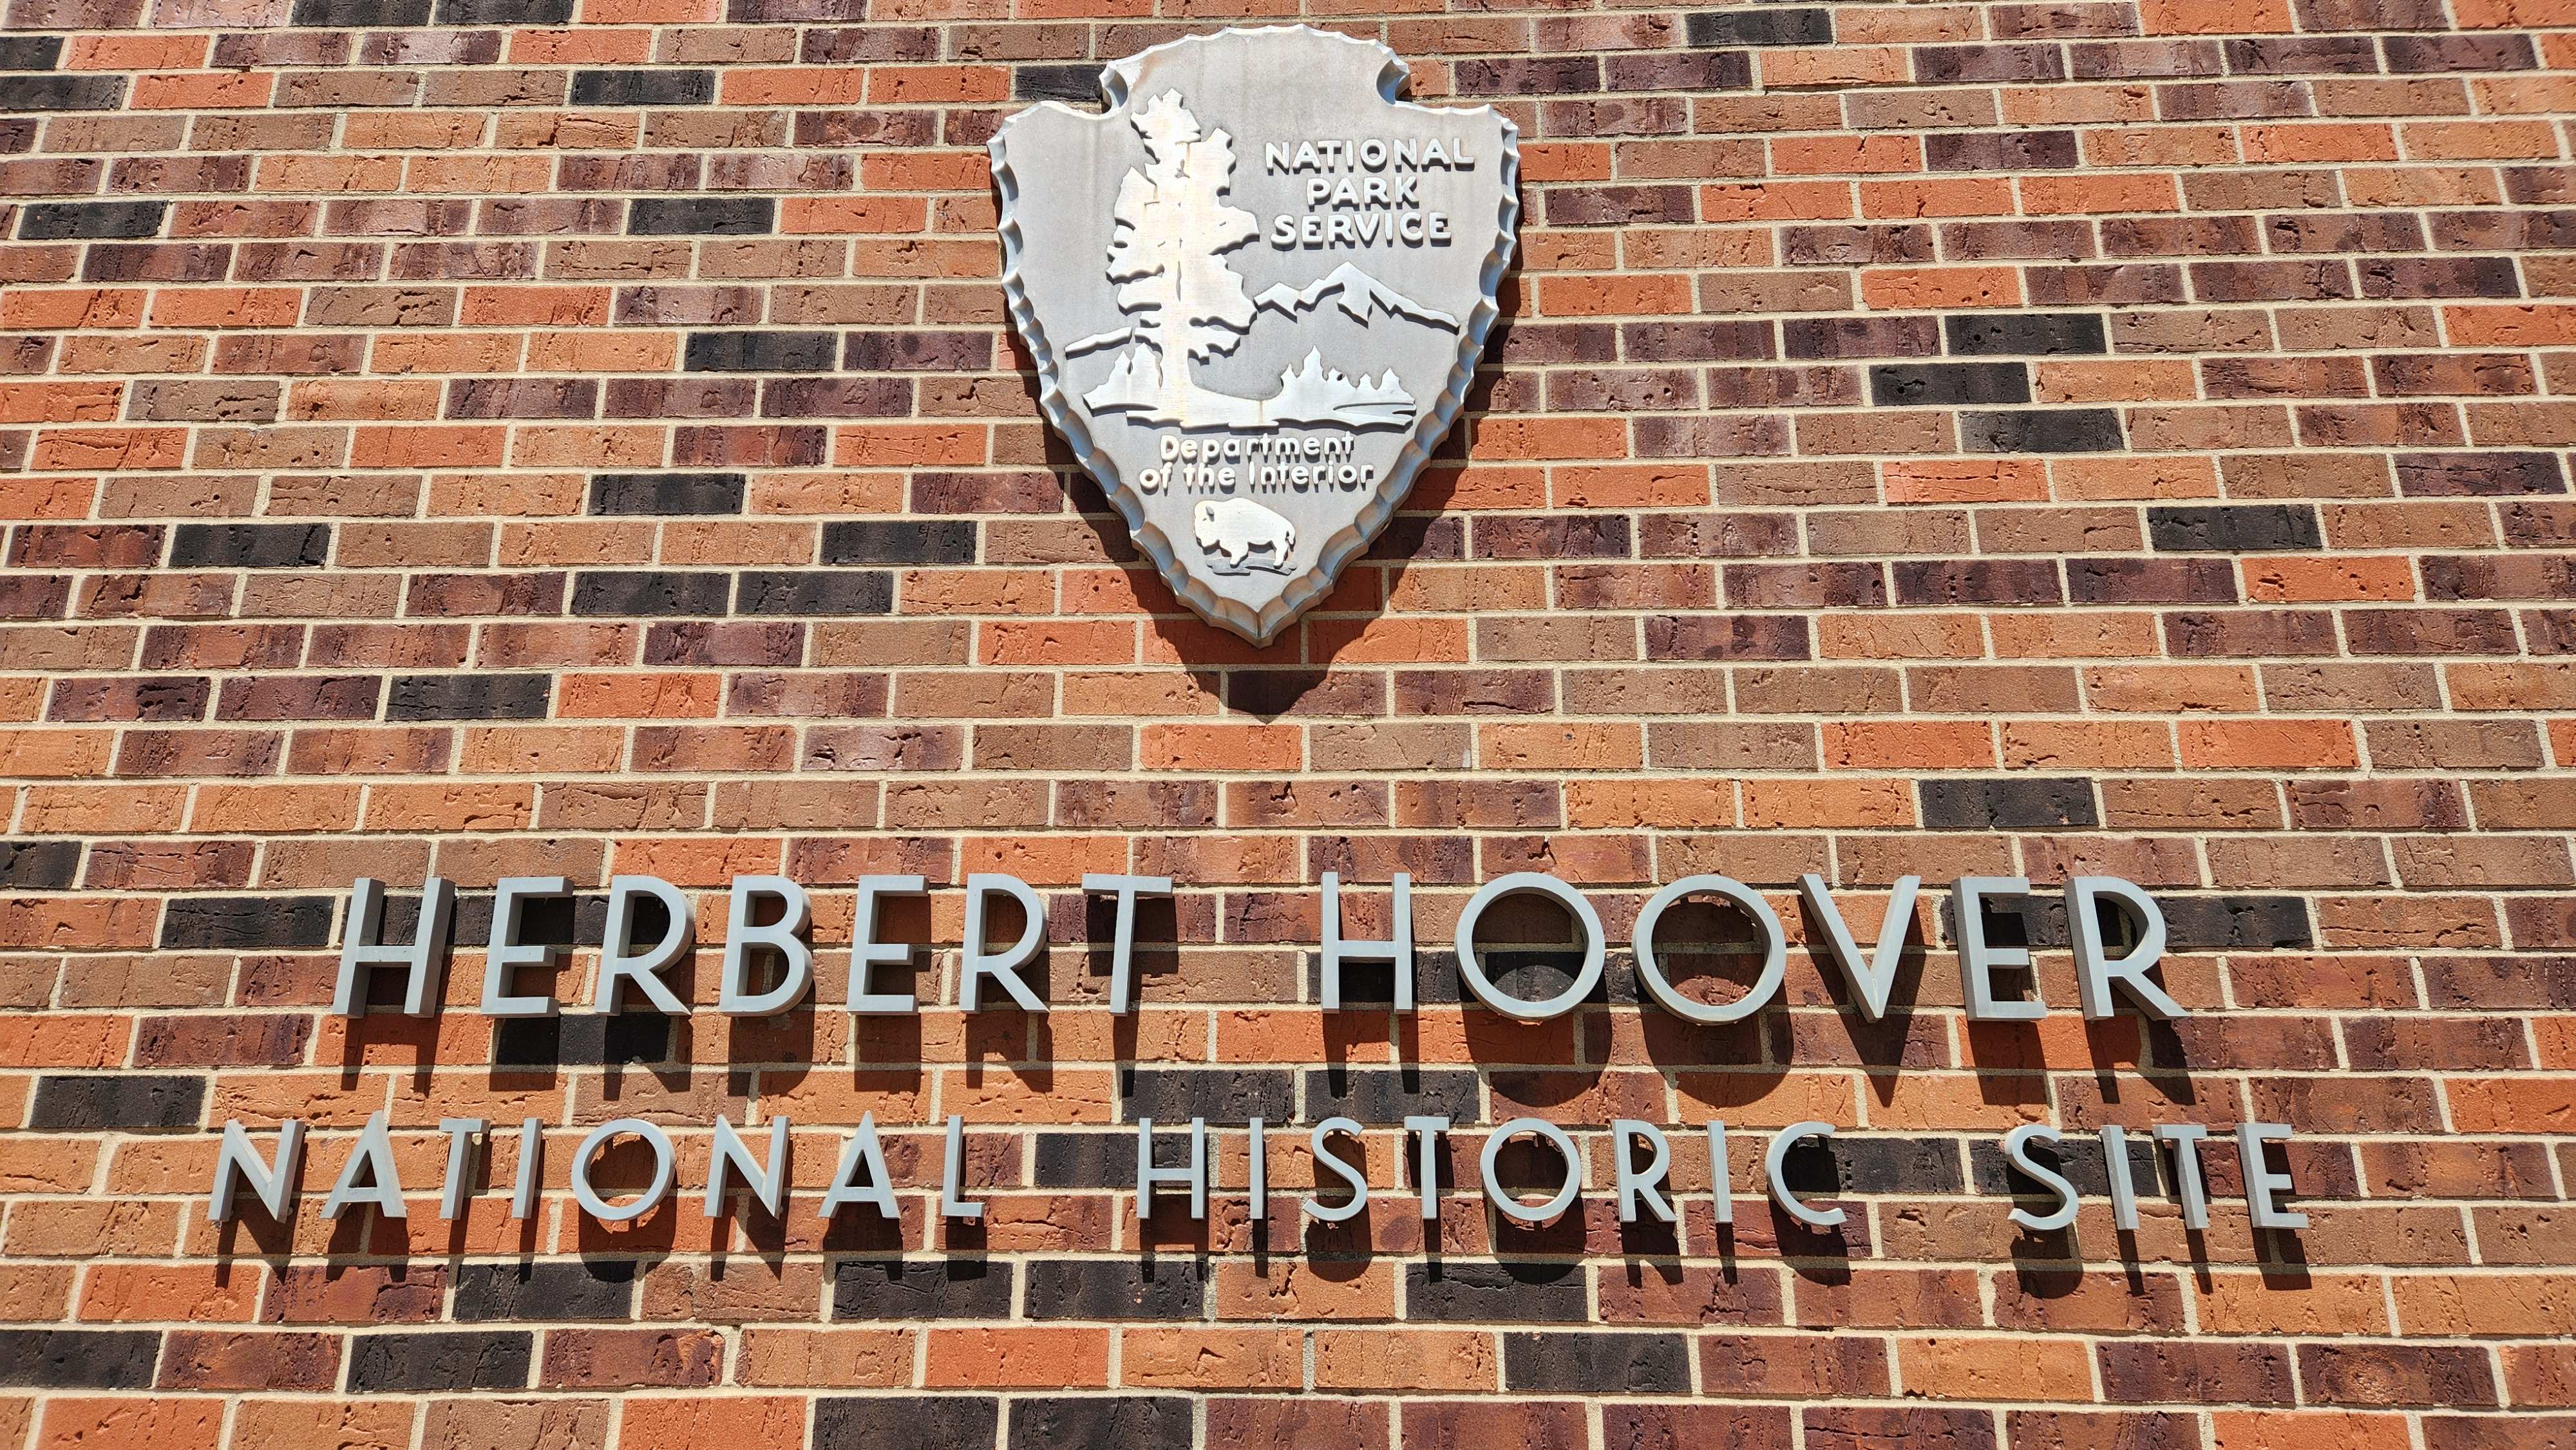 NATIONAL
PARK
SERVICE
Department
of the Interior
HERBERT HOOVER
NATIONAL HISTORIC SITE